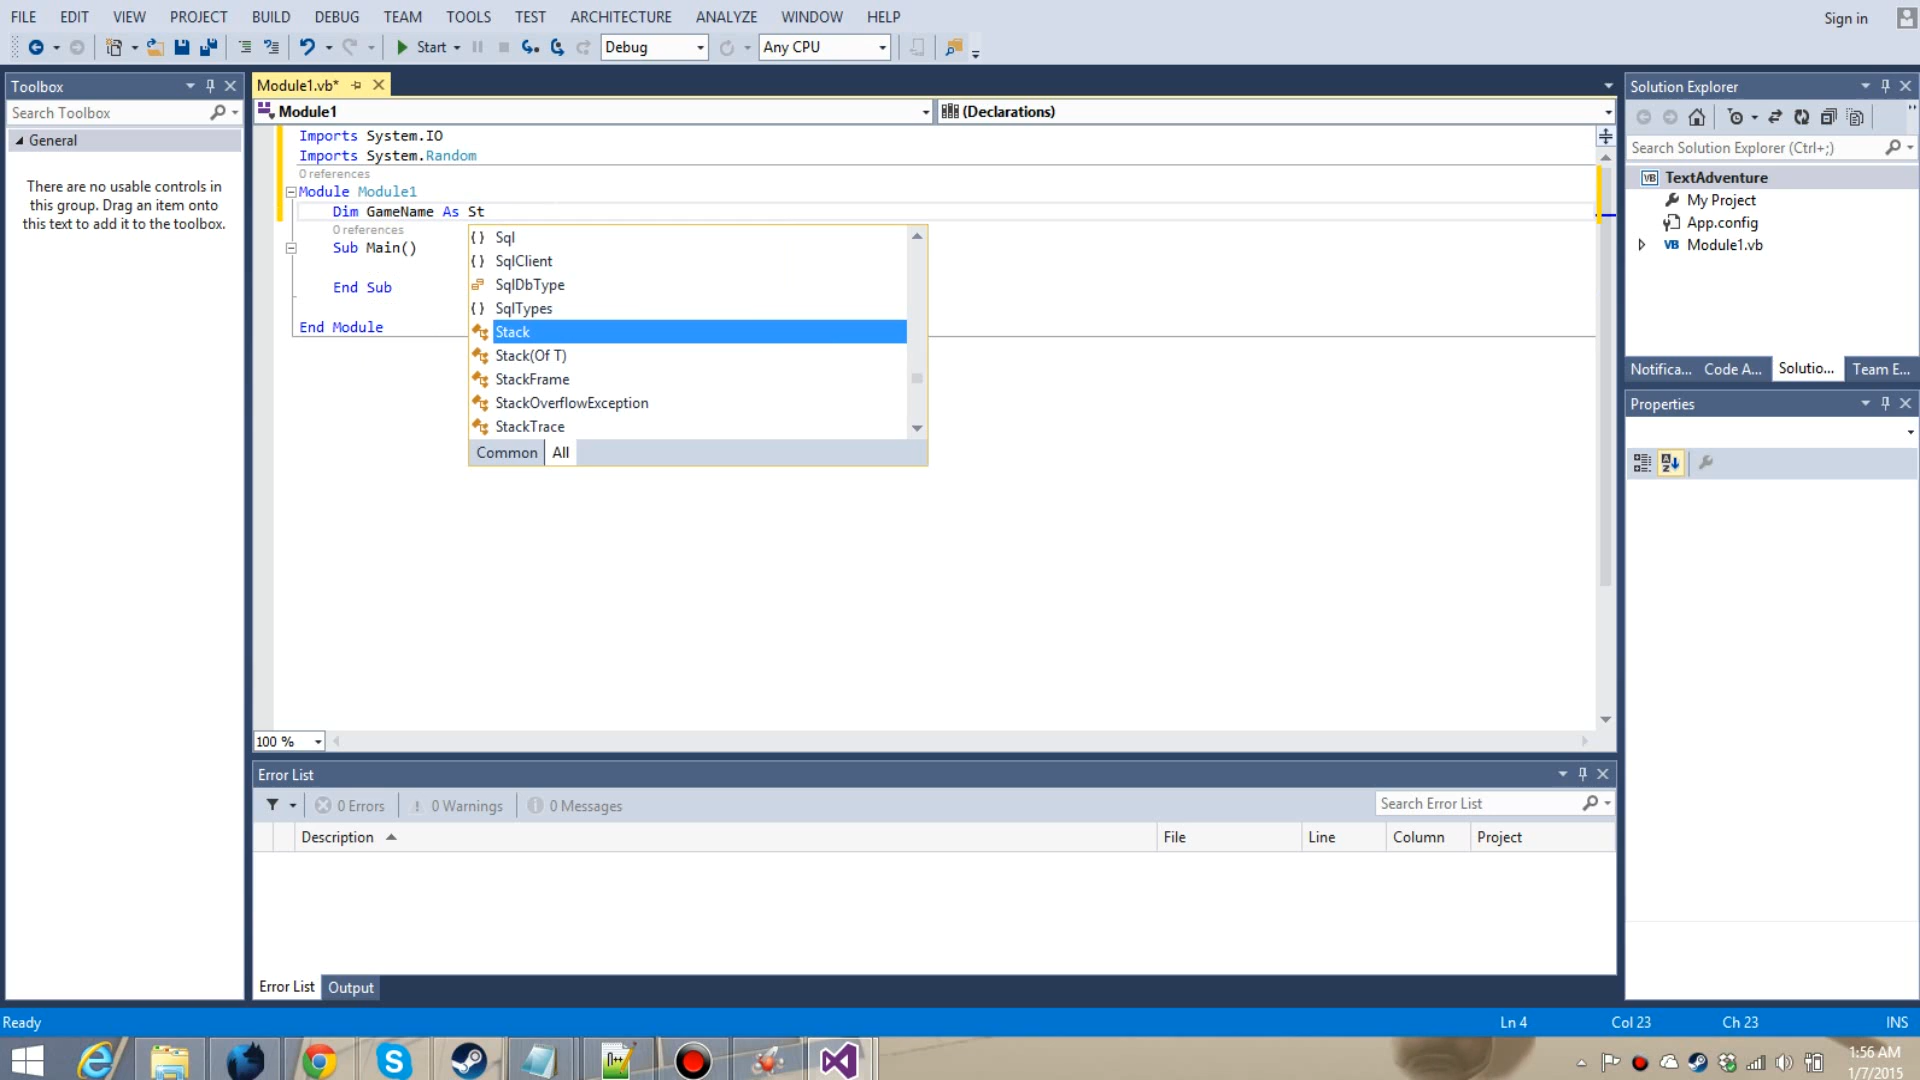 FILE EDIT VIEW PROJECT BUILD DEBUG TEAM TOOLS TEST ARCHITECTURE ANALYZE WINDOW HELP Sign in
Start Debug Any CPU
Toolbox
Search Toolbox
General
There are no usable controls in
this group. Drag an item onto
this text to add it to the toolbox.
Module1.vb*
Module1 (Declarations)
Imports System.IO
Imports System.Random
0 references
Module Module1
Dim GameName As St
0 references
Sub Main()
End Sub
End Module
{} Sql
{} SqlClient
SqlDbType
{} SqlTypes
Stack
Stack(Of T)
StackFrame
StackOverflowException
StackTrace
Common All
100 %
Solution Explorer
Search Solution Explorer (Ctrl+;)
VB TextAdventure
My Project
App.config
VB Module1.vb
Notifica... Code A... Solutio... Team E...
Properties
Error List
0 Errors 0 Warnings 0 Messages Search Error List
Description File Line Column Project
Error List Output
Ready Ln 4 Col 23 Ch 23 INS
1:56 AM
1/7/2015